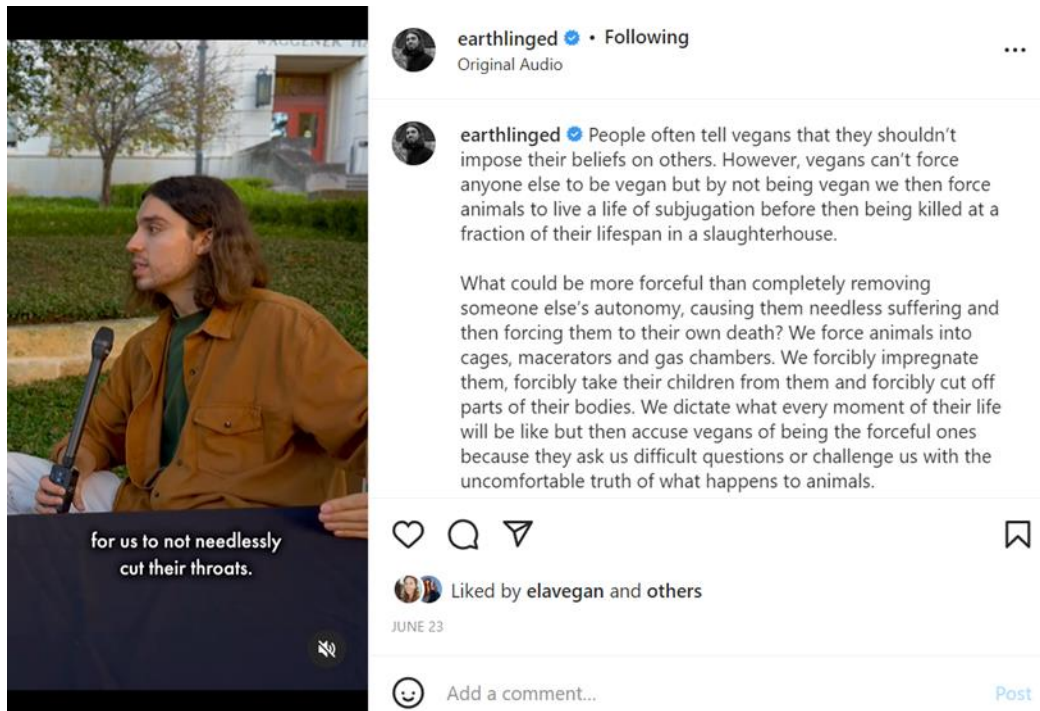 WAGGENER HA
for us to not needlessly
cut their throats.
earthlinged • Following
Original Audio
...
earthlinged People often tell vegans that they shouldn’t
impose their beliefs on others. However, vegans can’t force
anyone else to be vegan but by not being vegan we then force
animals to live a life of subjugation before then being killed at a
fraction of their lifespan in a slaughterhouse.
What could be more forceful than completely removing
someone else’s autonomy, causing them needless suffering and
then forcing them to their own death? We force animals into
cages, macerators and gas chambers. We forcibly impregnate
them, forcibly take their children from them and forcibly cut off
parts of their bodies. We dictate what every moment of their life
will be like but then accuse vegans of being the forceful ones
because they ask us difficult questions or challenge us with the
uncomfortable truth of what happens to animals.
Liked by elavegan and others
JUNE 23
Add a comment...
Post